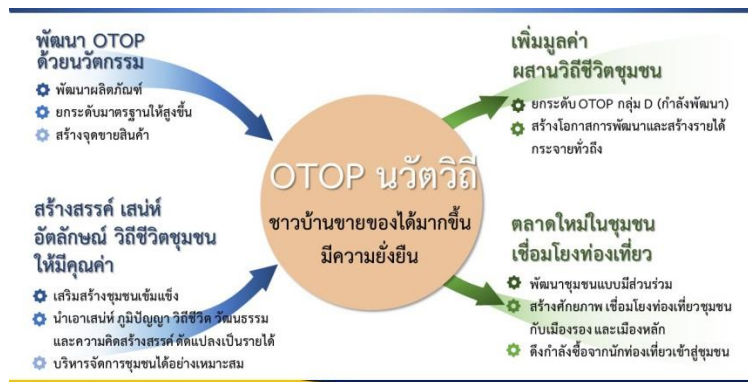 พัฒนา OTOP
ด้วยนวัตกรรม
พัฒนาผลิตภัณฑ์
ยกระดับมาตรฐานให้สูงขึ้น
สร้างจุดขายสินค้า
สร้างสรรค์ เสน่ห์
อัตลักษณ์ วิถีชีวิตชุมชน
ให้มีคุณค่า
เสริมสร้างชุมชนเข้มแข็ง
นำเอาเสน่ห์ ภูมิปัญญา วิถีชีวิต วัฒนธรรม
และความคิดสร้างสรรค์ ดัดแปลงเป็นรายได้
บริหารจัดการชุมชนได้อย่างเหมาะสม
OTOP นวัตวิถี
ชาวบ้านขายของได้มากขึ้น
มีความยั่งยืน
เพิ่มมูลค่า
ผสานวิถีชีวิตชุมชน
ยกระดับ OTOP กลุ่ม D (กำลังพัฒนา)
สร้างโอกาสการพัฒนาและสร้างรายได้
กระจายทั่วถึง
ตลาดใหม่ในชุมชน
เชื่อมโยงท่องเที่ยว
พัฒนาชุมชนแบบมีส่วนร่วม
สร้างศักยภาพ เชื่อมโยงท่องเที่ยวชุมชน
กับเมืองรอง และเมืองหลัก
ดึงกำลังซื้อจากนักท่องเที่ยวเข้าสู่ชุมชน